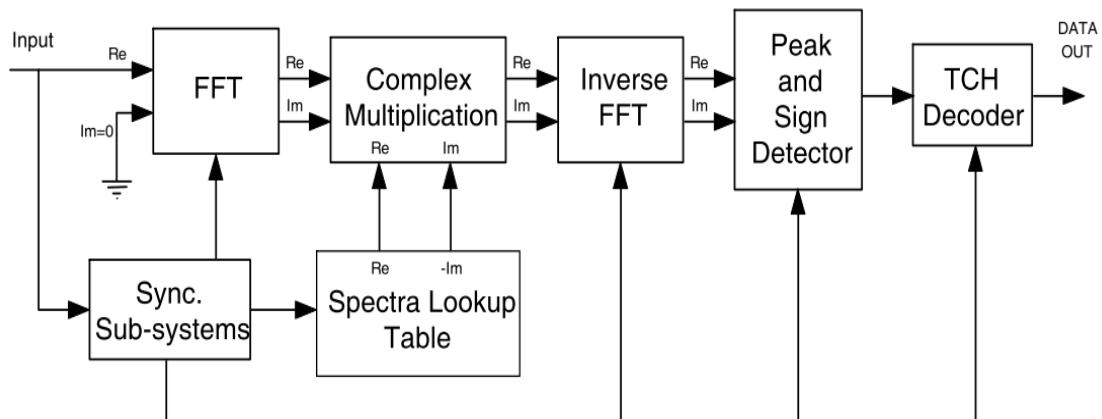 Input
Re
Im=0
FFT
Re
Im
Complex
Multiplication
Re
Im
Re
Im
Inverse
FFT
Re
Im
Peak
and
Sign
Detector
TCH
Decoder
DATA
OUT
Sync.
Sub-systems
Re
-Im
Spectra Lookup
Table